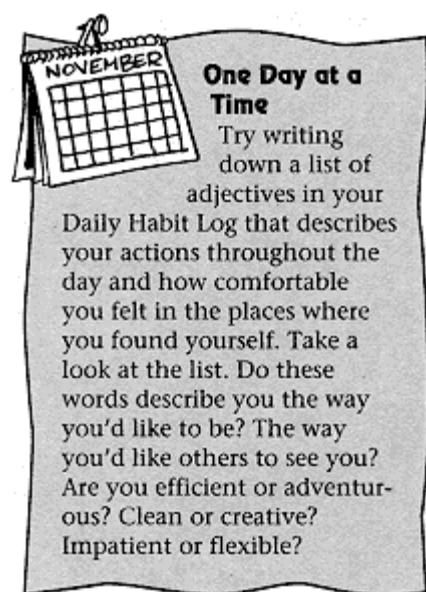 NOVEMBER
One Day at a
Time
Try writing
down a list of
adjectives in your
Daily Habit Log that describes
your actions throughout the
day and how comfortable
you felt in the places where
you found yourself. Take a
look at the list. Do these
words describe you the way
you'd like to be? The way
you'd like others to see you?
Are you efficient or adventur-
ous? Clean or creative?
Impatient or flexible?